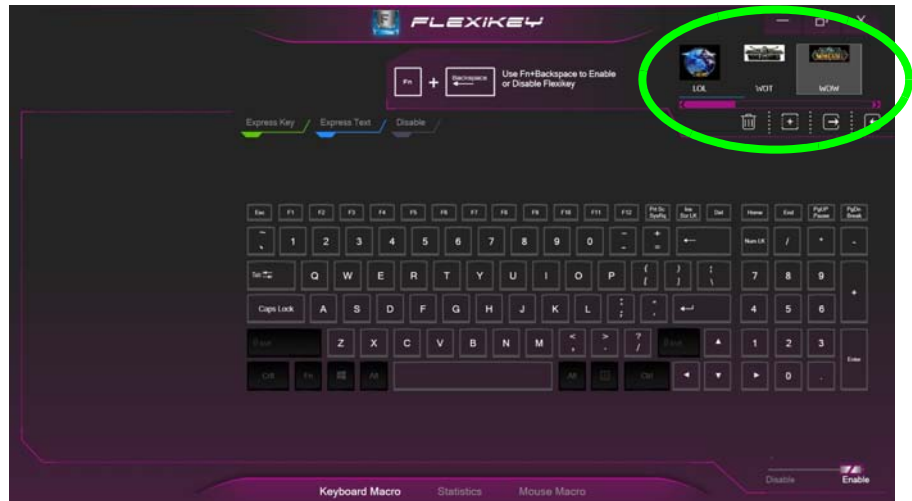 FLEXIKEY
Fn + Backspace Use Fn+Backspace to Enable
or Disable Flexikey
LOL WOT WOW
Express Key Express Text Disable
Esc F1 F2 F3 F4 F5 F6 F7 F8 F9 F10 F11 F12 Prt Sc SysRq Ins Scr LK Del Home End PgUP Pause PgDn Break
~ ` 1 2 3 4 5 6 7 8 9 0 - - + = ← Num LK / * -
Tab Q W E R T Y U I O P { [ } ] | \ 7 8 9 +
Caps Lock A S D F G H J K L : ; " ' 4 5 6
Shift Z X C V B N M < , > . ? / Shift ▲ 1 2 3 Enter
Ctrl Fn Alt Alt Ctrl ◄ ▼ ► 0 .
Disable Enable
Keyboard Macro Statistics Mouse Macro